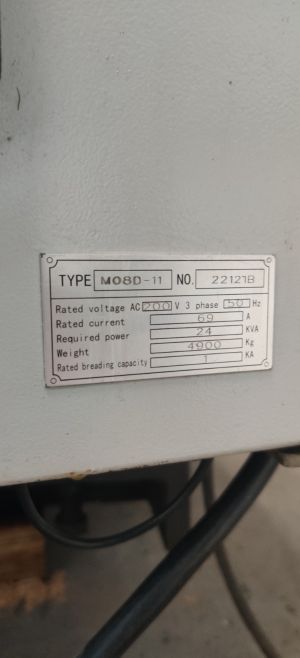 TYPE M08D-11 NO. 22127B
Rated voltage AC 200 V 3 phase 50 Hz
Rated current 69 A
Required power 24 KVA
Weight 4900 Kg
Rated breading capacity 1 KA